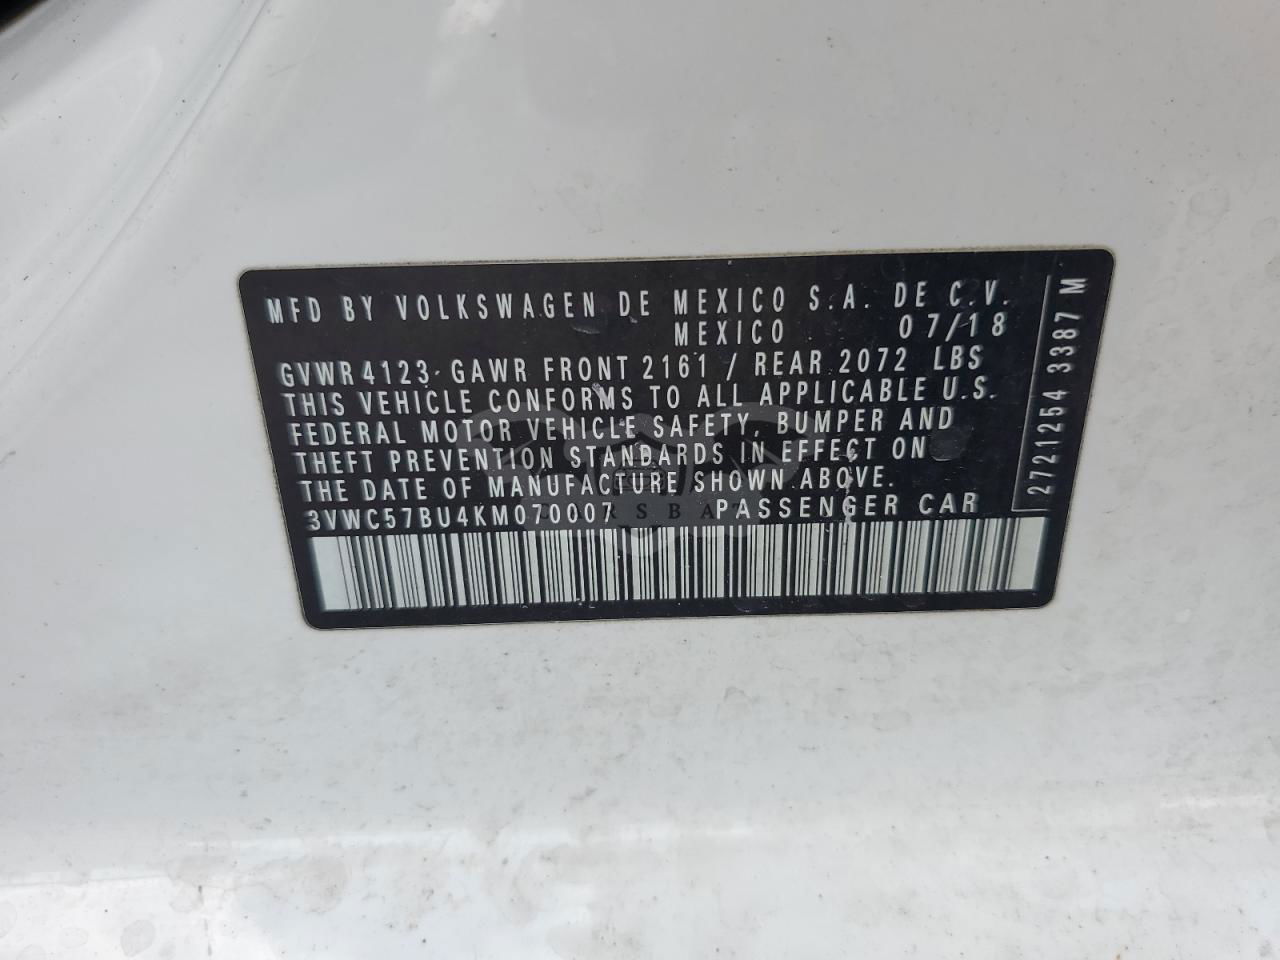 MFD BY VOLKSWAGEN DE MEXICO S.A. DE C.V.
MEXICO 07/18
GVWR 4123 GAWR FRONT 2161 / REAR 2072 LBS
THIS VEHICLE CONFORMS TO ALL APPLICABLE U.S.
FEDERAL MOTOR VEHICLE SAFETY, BUMPER AND
THEFT PREVENTION STANDARDS IN EFFECT ON
THE DATE OF MANUFACTURE SHOWN ABOVE.
3VWC57BU4KM070007 PASSENGER CAR
2721254 3387 M
CARSBAT